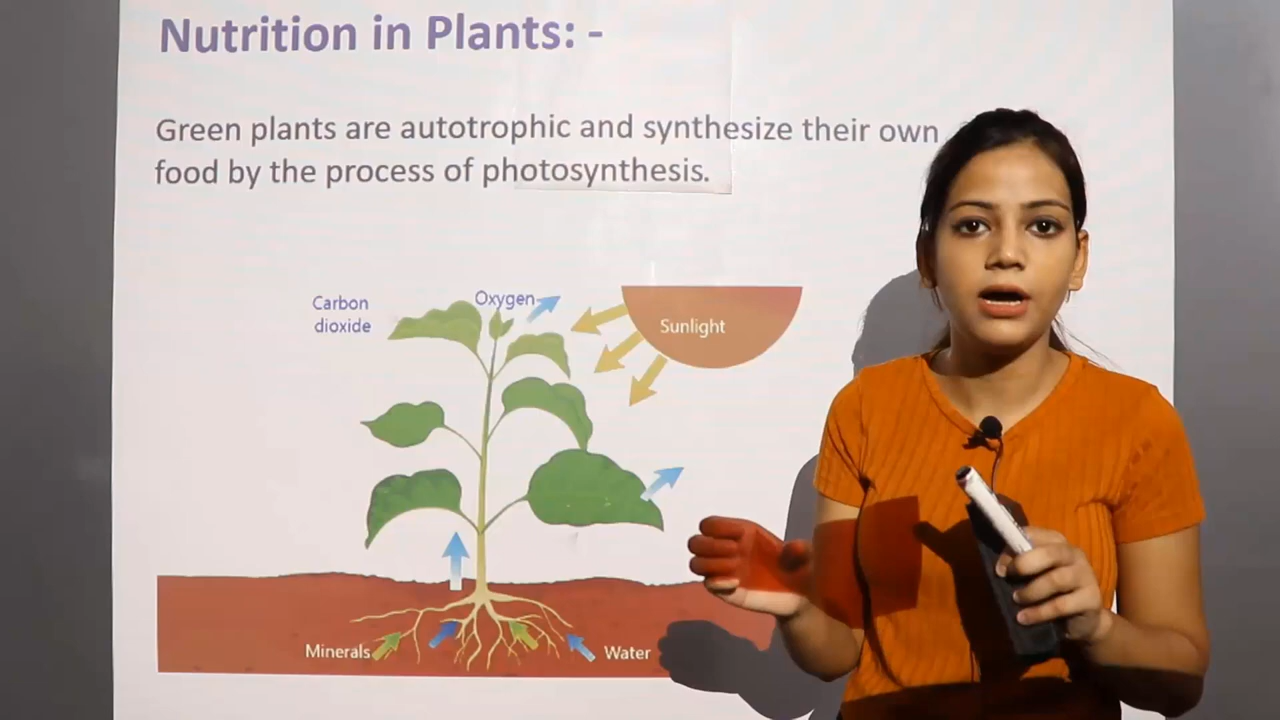 Nutrition in Plants: -
Green plants are autotrophic and synthesize their own
food by the process of photosynthesis.
Carbon
dioxide
Oxygen
Sunlight
Minerals
Water